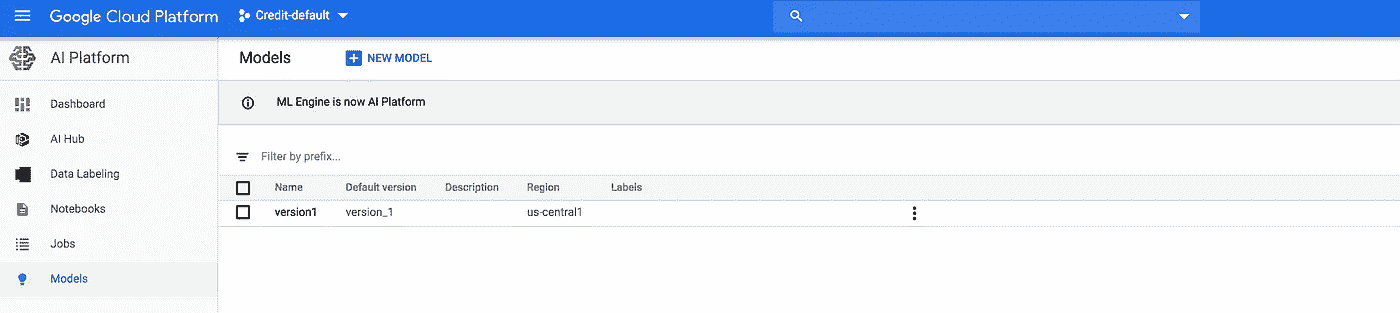 Google Cloud Platform Credit-default
AI Platform
Models NEW MODEL
Dashboard
AI Hub
Data Labeling
Notebooks
Jobs
Models
ML Engine is now AI Platform
Filter by prefix...
Name Default version Description Region Labels
version1 version_1 us-central1